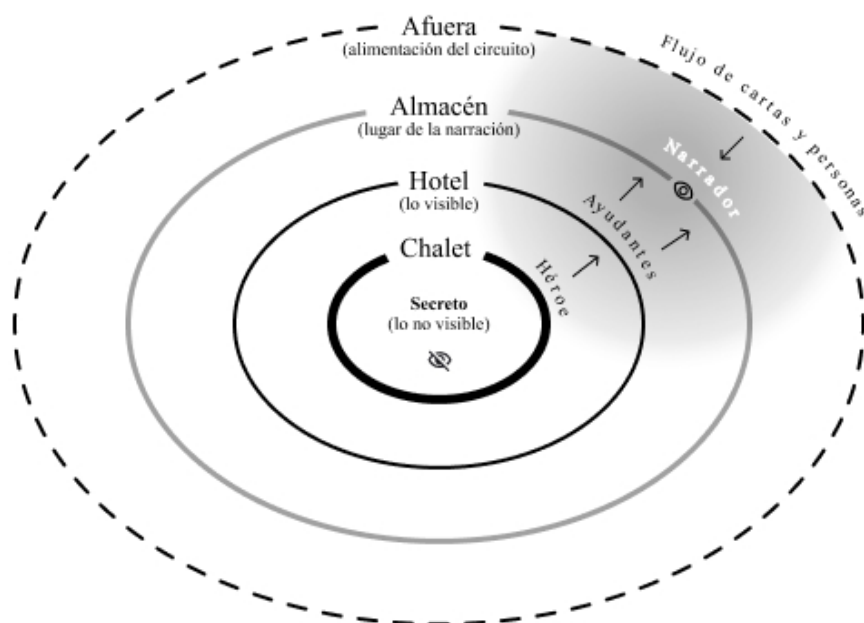 Afuera
(alimentación del circuito)
Flujo de cartas y personas
Almacén
(lugar de la narración)
Narrador
Hotel
(lo visible)
Ayudantes
Chalet
Héroe
Secreto
(lo no visible)